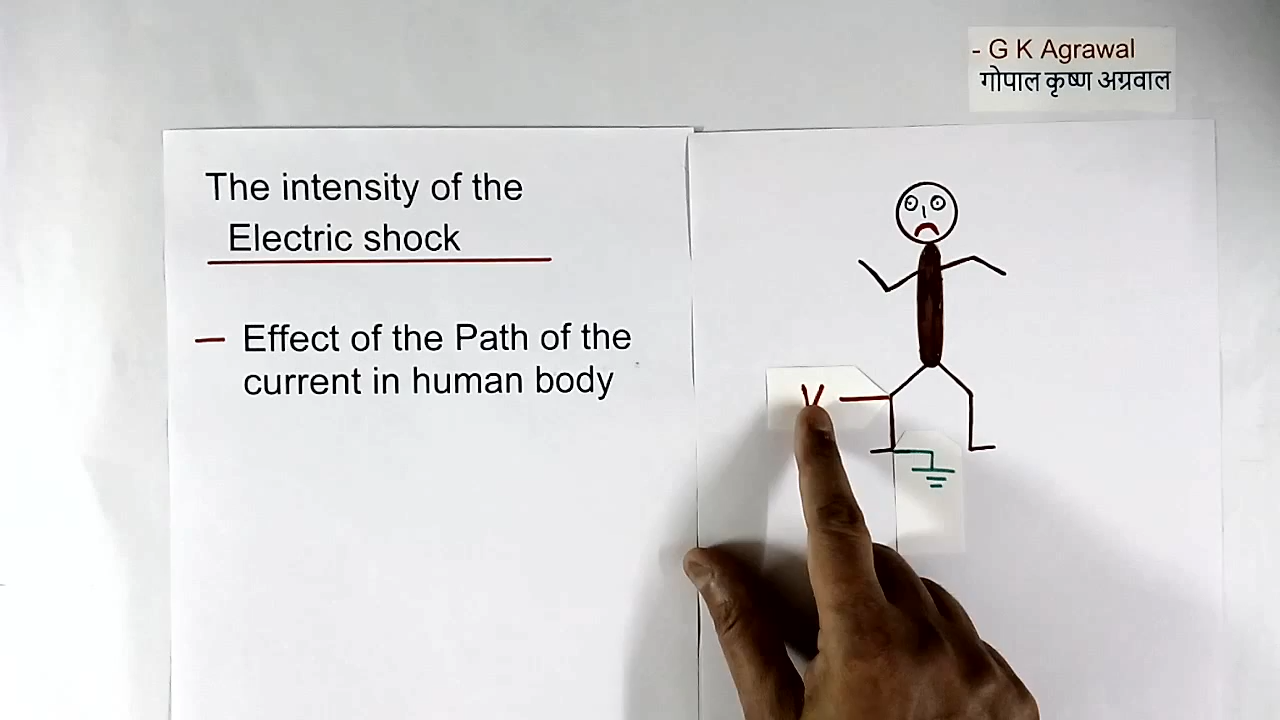 - G K Agrawal
गोपाल कृष्ण अग्रवाल
The intensity of the
Electric shock
– Effect of the Path of the
current in human body
V